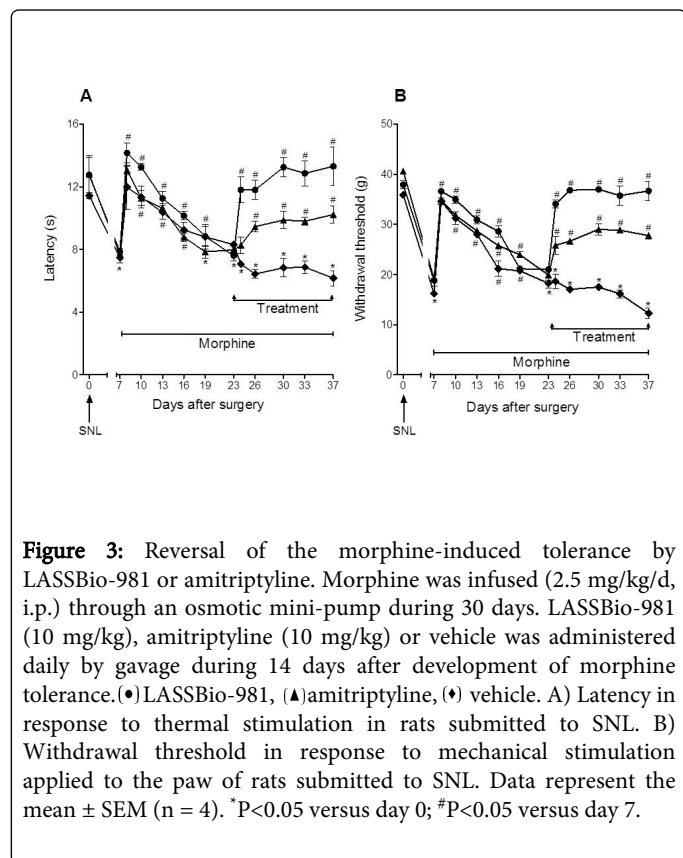 A
B
16
12
8
4
0
Latency (s)
# # # # # # # # # # # # # #
* * * * * * *
Treatment
Morphine
0 7 10 13 16 19 23 26 30 33 37
Days after surgery
SNL
50
40
30
20
10
0
Withdrawal threshold (g)
Treatment
Morphine
0 7 10 13 16 19 23 26 30 33 37
Days after surgery
SNL
Figure 3: Reversal of the morphine-induced tolerance by
LASSBio-981 or amitriptyline. Morphine was infused (2.5 mg/kg/d,
i.p.) through an osmotic mini-pump during 30 days. LASSBio-981
(10 mg/kg), amitriptyline (10 mg/kg) or vehicle was administered
daily by gavage during 14 days after development of morphine
tolerance.(●)LASSBio-981, (▲)amitriptyline, (♦) vehicle. A) Latency in
response to thermal stimulation in rats submitted to SNL. B)
Withdrawal threshold in response to mechanical stimulation
applied to the paw of rats submitted to SNL. Data represent the
mean ± SEM (n = 4). *P<0.05 versus day 0; #P<0.05 versus day 7.